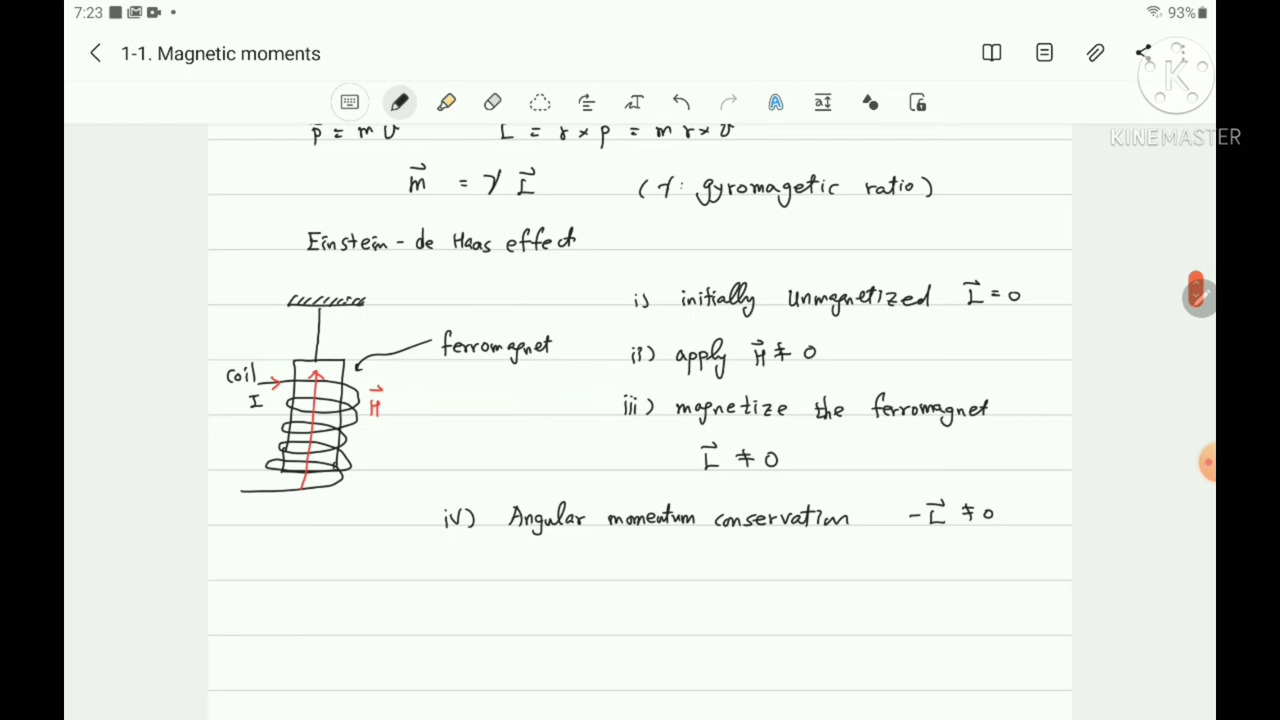 7:23
93%
1-1. Magnetic moments
KINEMASTER
p = m v L = r × p = m r × v
m⃗ = γ L⃗ (γ: gyromagetic ratio)
Einstein - de Haas effect
i) initially unmagnetized L⃗ = 0
ferromagnet
ii) apply H⃗ ≠ 0
coil
I
H⃗
iii) magnetize the ferromagnet
L⃗ ≠ 0
iv) Angular momentum conservation -L⃗ ≠ 0